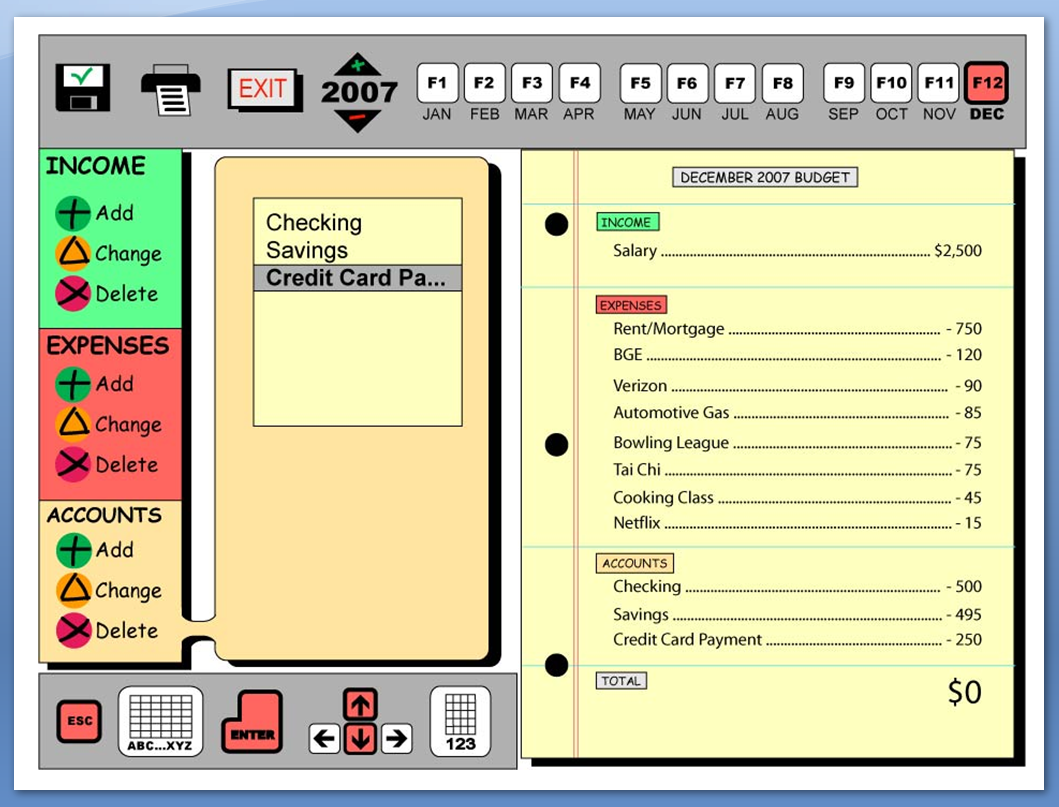 EXIT
2007
F1 F2 F3 F4 F5 F6 F7 F8 F9 F10 F11 F12
JAN FEB MAR APR MAY JUN JUL AUG SEP OCT NOV DEC
INCOME
Add
Change
Delete
EXPENSES
Add
Change
Delete
ACCOUNTS
Add
Change
Delete
Checking
Savings
Credit Card Pa...
DECEMBER 2007 BUDGET
INCOME
Salary ........................................ $2,500
EXPENSES
Rent/Mortgage ........................................ - 750
BGE ........................................ - 120
Verizon ........................................ - 90
Automotive Gas ........................................ - 85
Bowling League ........................................ - 75
Tai Chi ........................................ - 75
Cooking Class ........................................ - 45
Netflix ........................................ - 15
ACCOUNTS
Checking ........................................ - 500
Savings ........................................ - 495
Credit Card Payment ........................................ - 250
TOTAL
$0
ESC
ABC...XYZ
ENTER
123